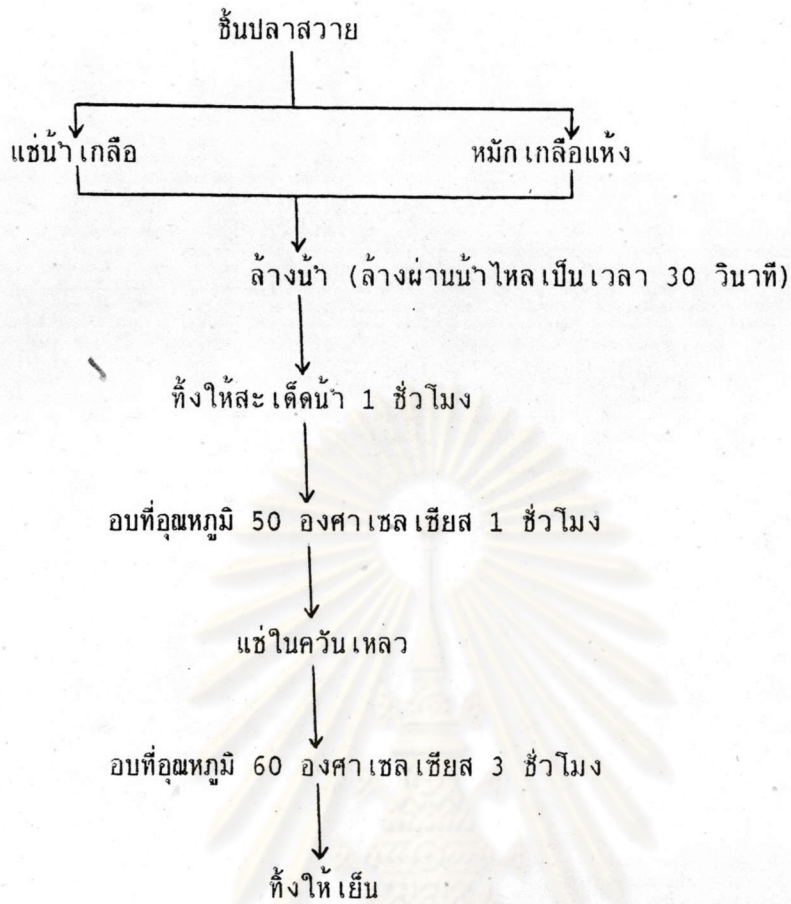 ชิ้นปลาสวาย
แช่น้ำเกลือ หมักเกลือแห้ง
ล้างน้ำ (ล้างผ่านน้ำไหลเป็นเวลา 30 วินาที)
ทิ้งให้สะเด็ดน้ำ 1 ชั่วโมง
อบที่อุณหภูมิ 50 องศาเซลเซียส 1 ชั่วโมง
แช่ในควันเหลว
อบที่อุณหภูมิ 60 องศาเซลเซียส 3 ชั่วโมง
ทิ้งให้เย็น